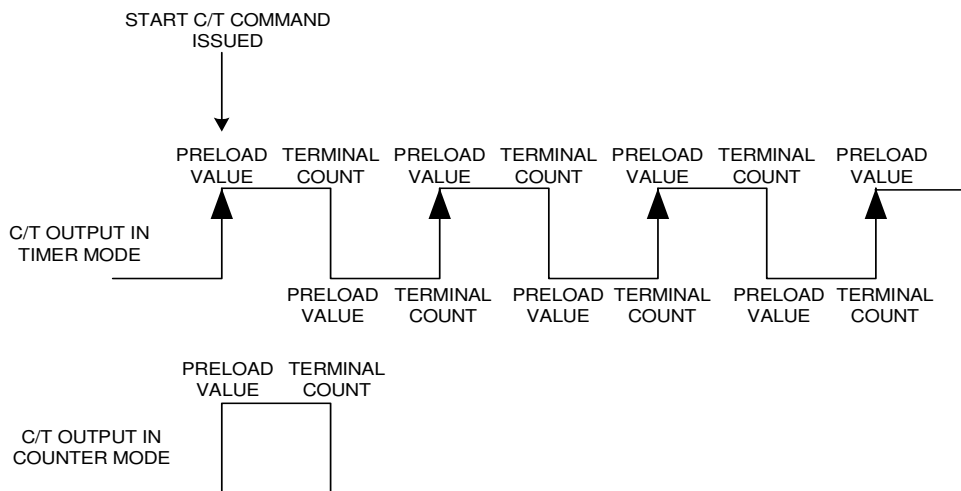 START C/T COMMAND
ISSUED
PRELOAD
VALUE
TERMINAL
COUNT
PRELOAD
VALUE
TERMINAL
COUNT
PRELOAD
VALUE
TERMINAL
COUNT
PRELOAD
VALUE
C/T OUTPUT IN
TIMER MODE
PRELOAD
VALUE
TERMINAL
COUNT
PRELOAD
VALUE
TERMINAL
COUNT
PRELOAD
VALUE
TERMINAL
COUNT
PRELOAD
VALUE
TERMINAL
COUNT
C/T OUTPUT IN
COUNTER MODE